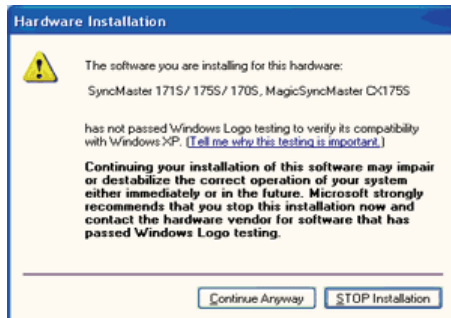 Hardware Installation
The software you are installing for this hardware:
SyncMaster 171S/ 175S/ 170S, MagicSyncMaster CX175S
has not passed Windows Logo testing to verify its compatibility
with Windows XP. (Tell me why this testing is important.)
Continuing your installation of this software may impair
or destabilize the correct operation of your system
either immediately or in the future. Microsoft strongly
recommends that you stop this installation now and
contact the hardware vendor for software that has
passed Windows Logo testing.
Continue Anyway STOP Installation